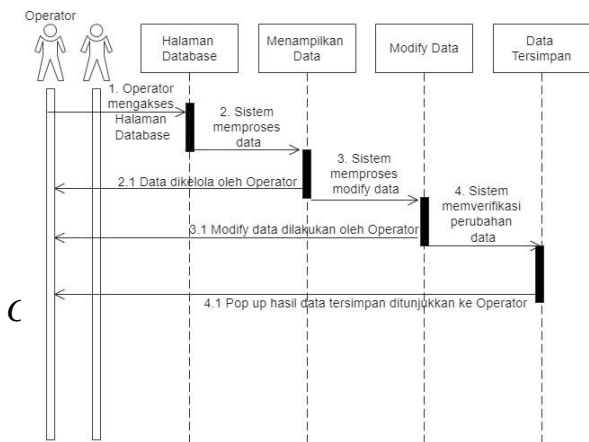 Operator
Halaman
Database
Menampilkan
Data
Modify Data
Data
Tersimpan
1. Operator
mengakses
Halaman
Database
2. Sistem
memproses
data
2.1 Data dikelola oleh Operator
3. Sistem
memproses
modify data
3.1 Modify data dilakukan oleh Operator
4. Sistem
memverifikasi
perubahan
data
4.1 Pop up hasil data tersimpan ditunjukkan ke Operator